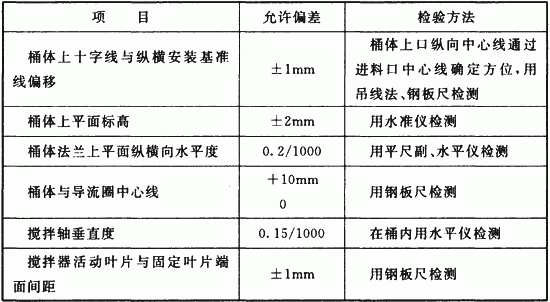 项 目 允许偏差 检验方法
桶体上十字线与纵横安装基准
线偏移
±1mm
桶体上口纵向中心线通过
进料口中心线确定方位,用
吊线法、钢板尺检测
桶体上平面标高 ±2mm 用水准仪检测
桶体法兰上平面纵横向水平度 0.2/1000 用平尺副、水平仪检测
桶体与导流圈中心线
+10mm
0
用钢板尺检测
搅拌轴垂直度 0.15/1000 在桶内用水平仪检测
搅拌器活动叶片与固定叶片端
面间距
±1mm 用钢板尺检测